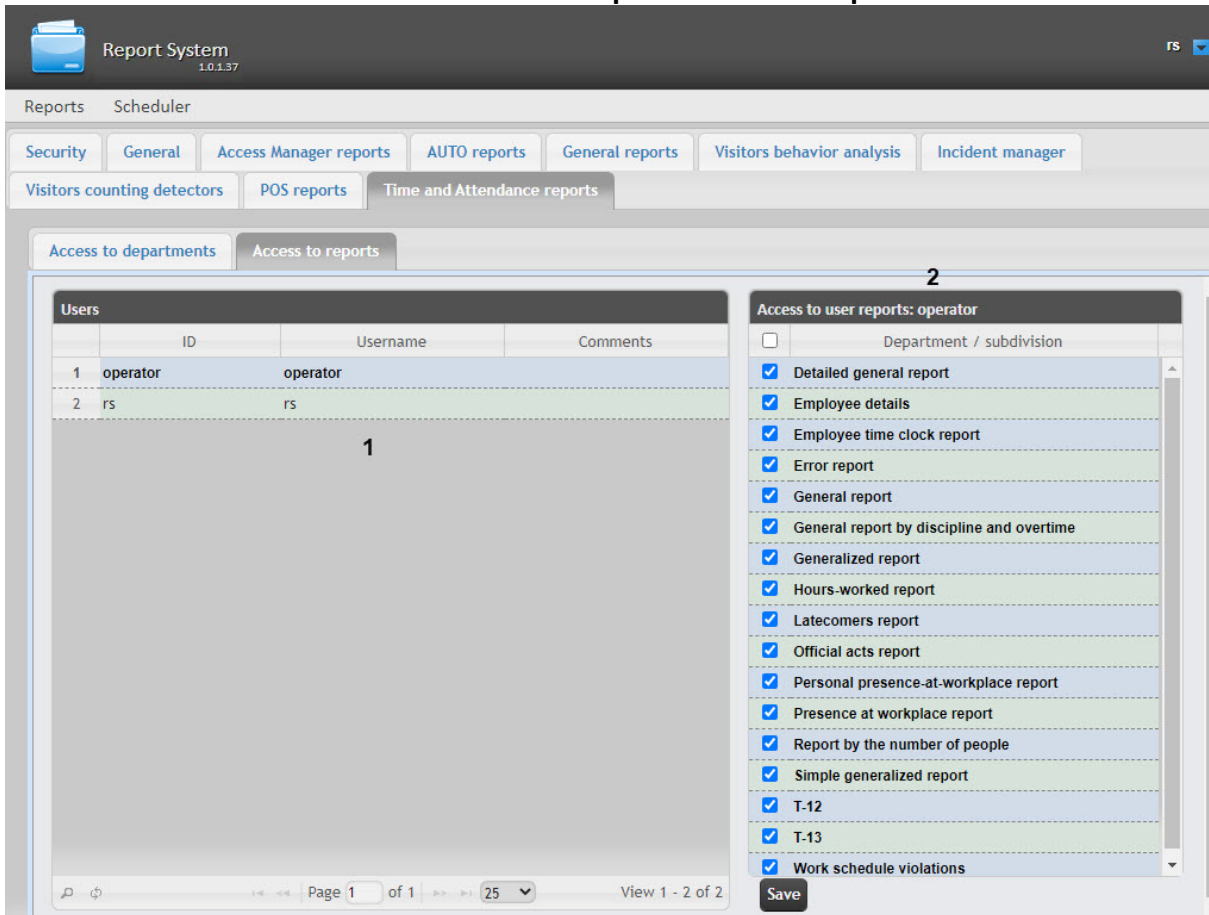 Report System
1.0.1.37
rs
Reports Scheduler
Security General Access Manager reports AUTO reports General reports Visitors behavior analysis Incident manager
Visitors counting detectors POS reports Time and Attendance reports
Access to departments Access to reports
2
Users
ID Username Comments
1 operator operator
2 rs rs
1
Page 1 of 1 25 View 1 - 2 of 2
Access to user reports: operator
Department / subdivision
Detailed general report
Employee details
Employee time clock report
Error report
General report
General report by discipline and overtime
Generalized report
Hours-worked report
Latecomers report
Official acts report
Personal presence-at-workplace report
Presence at workplace report
Report by the number of people
Simple generalized report
T-12
T-13
Work schedule violations
Save